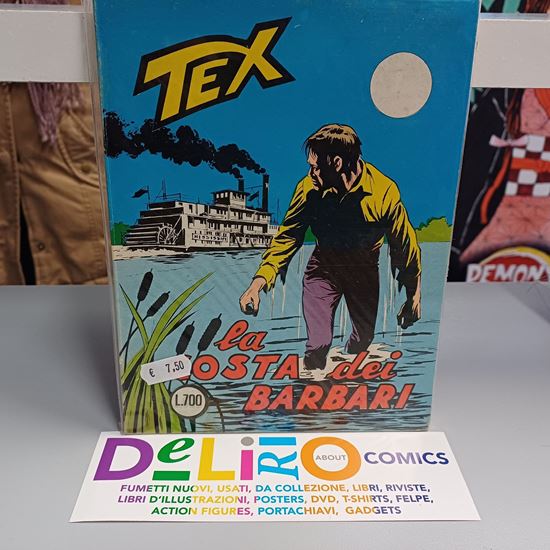 TEX
la
OSTA dei
BARBARI
€ 7,50
L.700
DEMON
DeLiRiO ABOUT COMICS
FUMETTI NUOVI, USATI, DA COLLEZIONE, LIBRI, RIVISTE,
LIBRI D'ILLUSTRAZIONI, POSTERS, DVD, T-SHIRTS, FELPE,
ACTION FIGURES, PORTACHIAVI, GADGETS